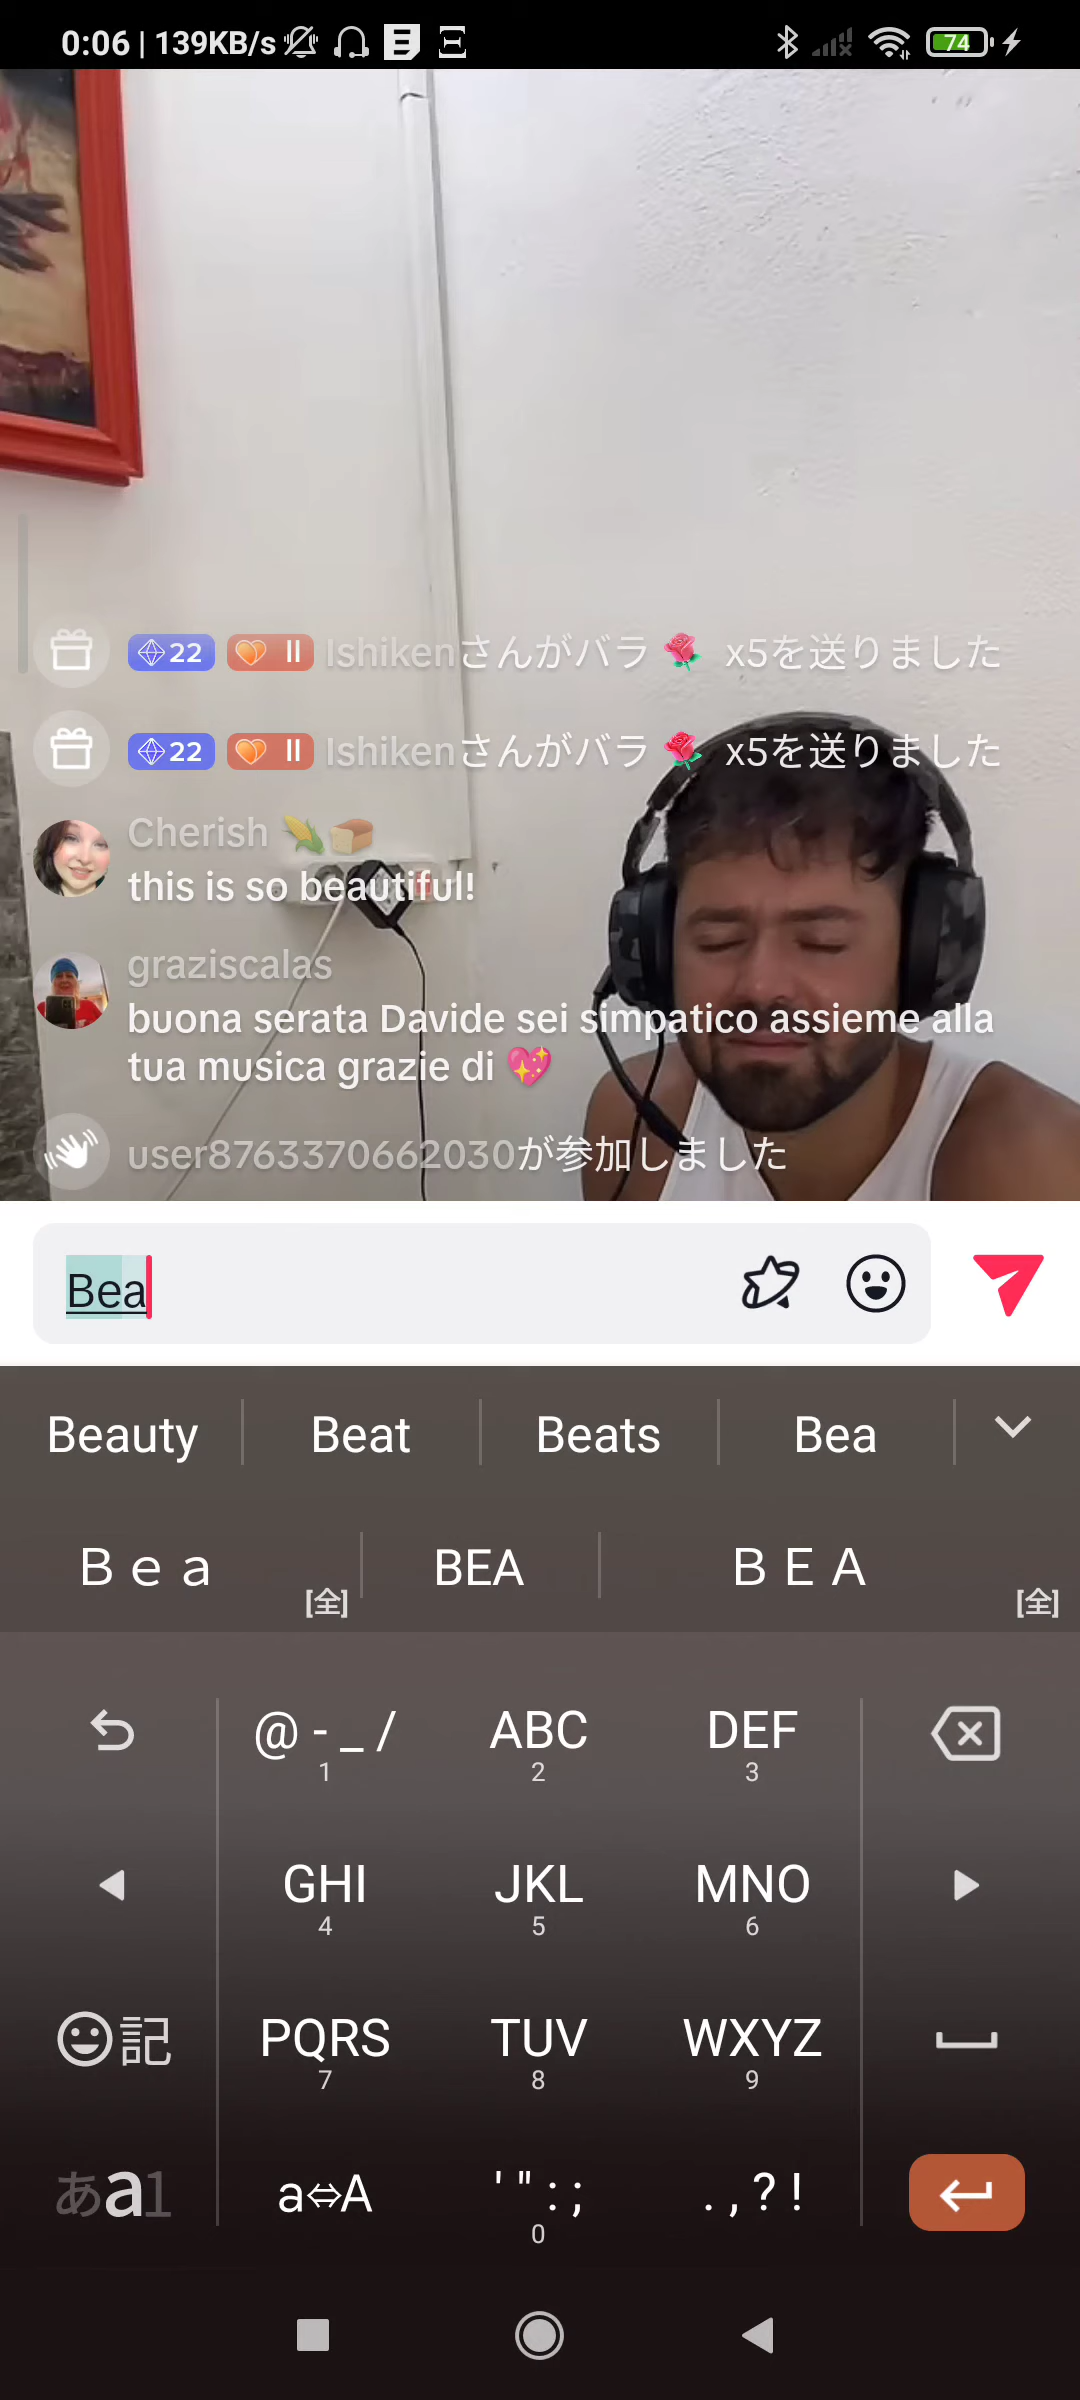 0:06 | 139KB/s 74
22 II Ishikenさんがバラ x5を送りました
22 II Ishikenさんがバラ x5を送りました
Cherish
this is so beautiful!
graziscalas
buona serata Davide sei simpatico assieme alla
tua musica grazie di
user8763370662030が参加しました
Bea
Beauty Beat Beats Bea
Ｂｅａ [全] BEA ＢＥＡ [全]
@-_/ ABC DEF
1 2 3
GHI JKL MNO
4 5 6
記 PQRS TUV WXYZ
7 8 9
あa1 a⇔A '":; .,?!
0